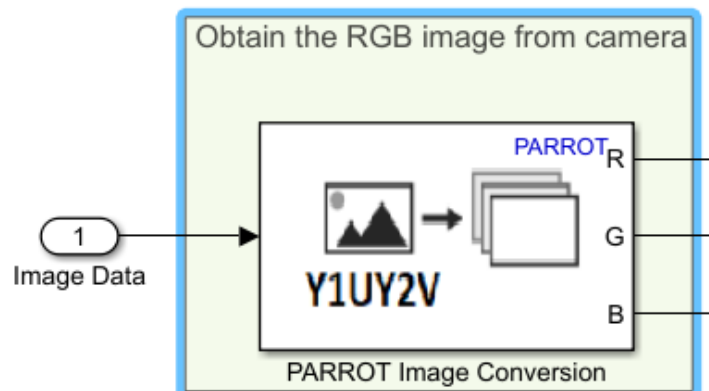 Obtain the RGB image from camera
PARROT
R
1
G
Image Data
Y1UY2V
B
PARROT Image Conversion